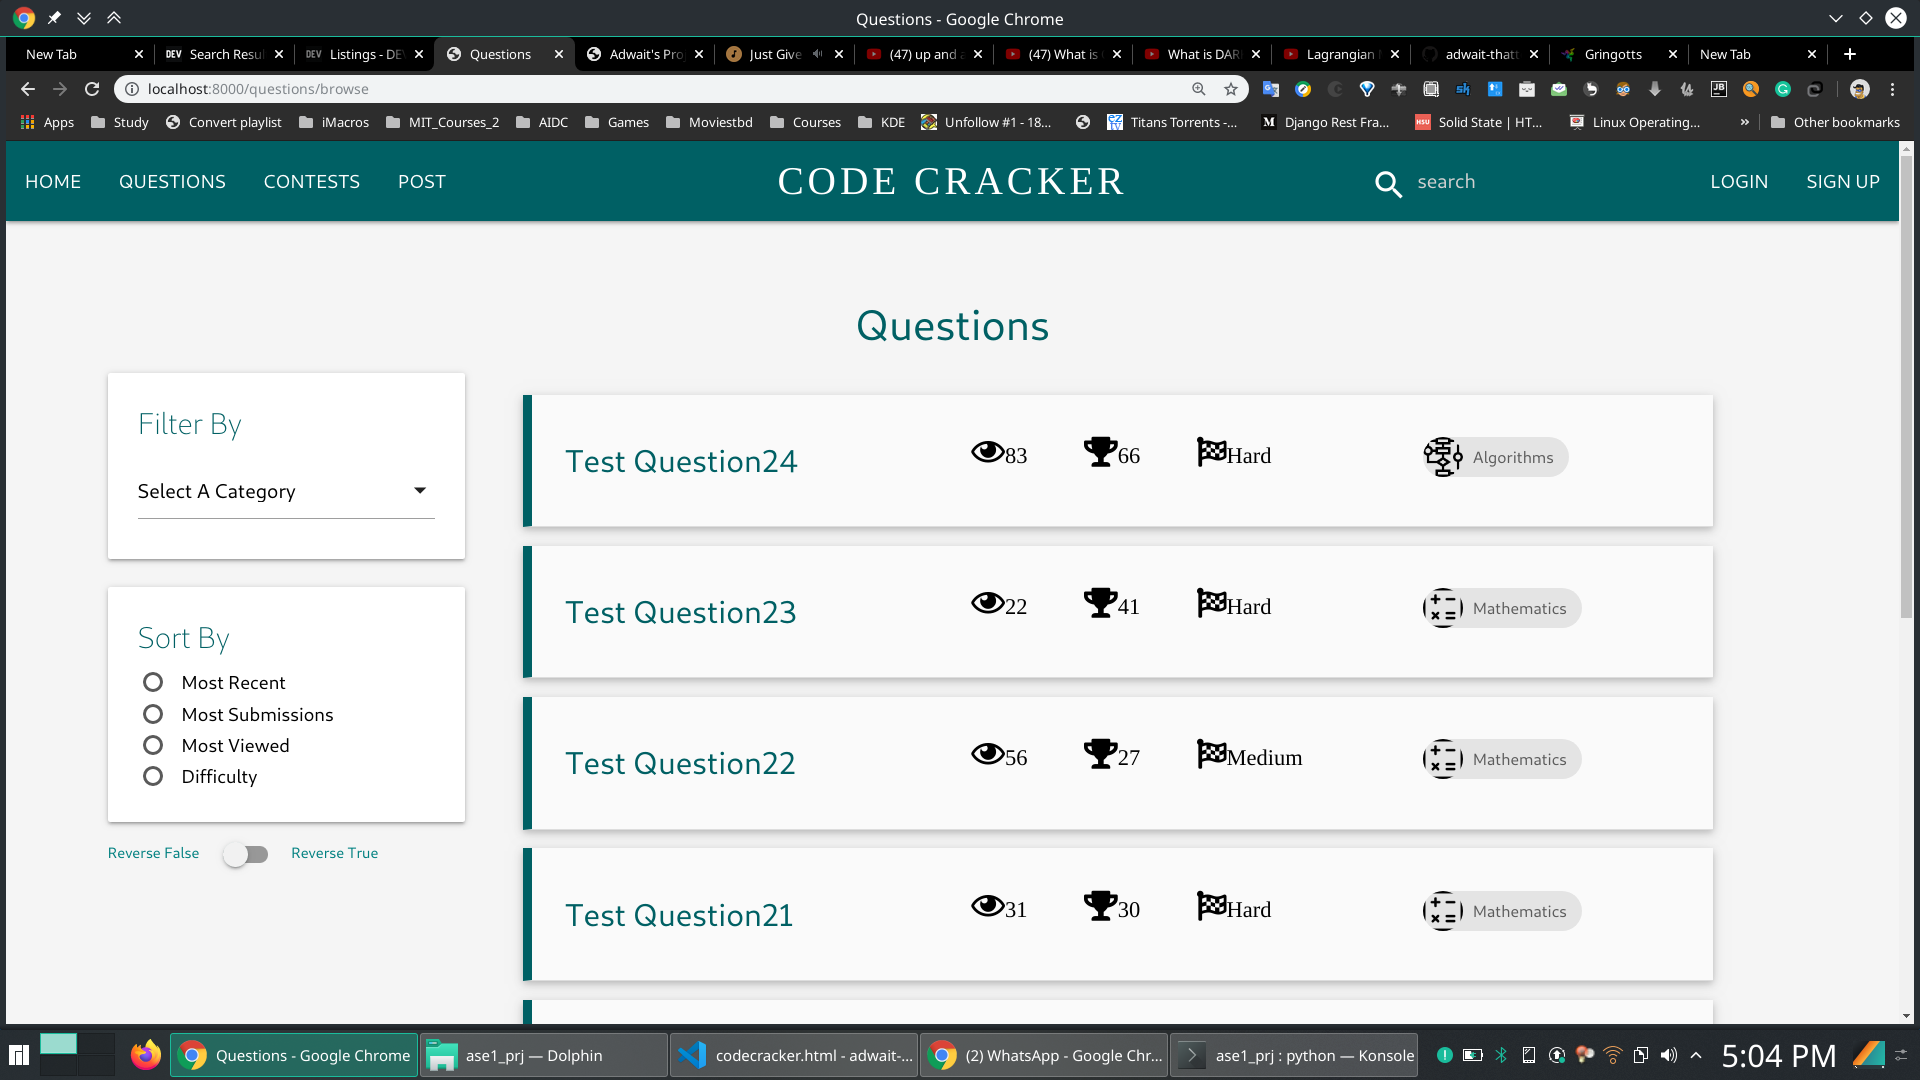 Questions - Google Chrome
New Tab
DEV Search Resul
DEV Listings - DE
Questions
Adwait's Pro
Just Give
(47) up and a
(47) What is
What is DAR
Lagrangian
adwait-thatt
Gringotts
New Tab
localhost:8000/questions/browse
Apps Study Convert playlist iMacros MIT_Courses_2 AIDC Games Moviestbd Courses KDE Unfollow #1 - 18... Titans Torrents -... Django Rest Fra... Solid State | HT... Linux Operating... » Other bookmarks
HOME QUESTIONS CONTESTS POST CODE CRACKER search LOGIN SIGN UP
Questions
Filter By
Select A Category
Sort By
Most Recent
Most Submissions
Most Viewed
Difficulty
Reverse False Reverse True
Test Question24 83 66 Hard Algorithms
Test Question23 22 41 Hard Mathematics
Test Question22 56 27 Medium Mathematics
Test Question21 31 30 Hard Mathematics
Questions - Google Chrome
ase1_prj — Dolphin
codecracker.html - adwait-...
(2) WhatsApp - Google Chr...
ase1_prj : python — Konsole
5:04 PM